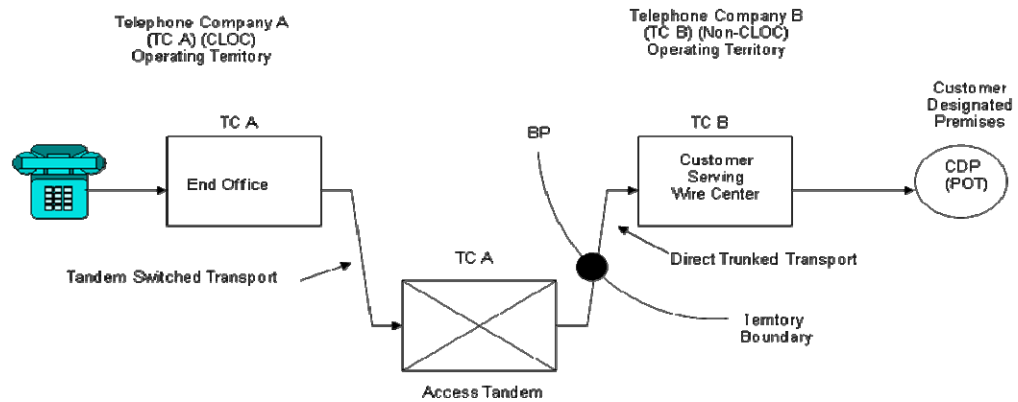 Telephone Company A
(TC A) (CLOC)
Operating Territory
Telephone Company B
(TC B) (Non-CLOC)
Operating Territory
Customer
Designated
Premises
TC A
BP
TC B
End Office
Customer
Serving
Wire Center
CDP
(POT)
Tandem Switched Transport
TC A
Direct Trunked Transport
Territory
Boundary
Access Tandem